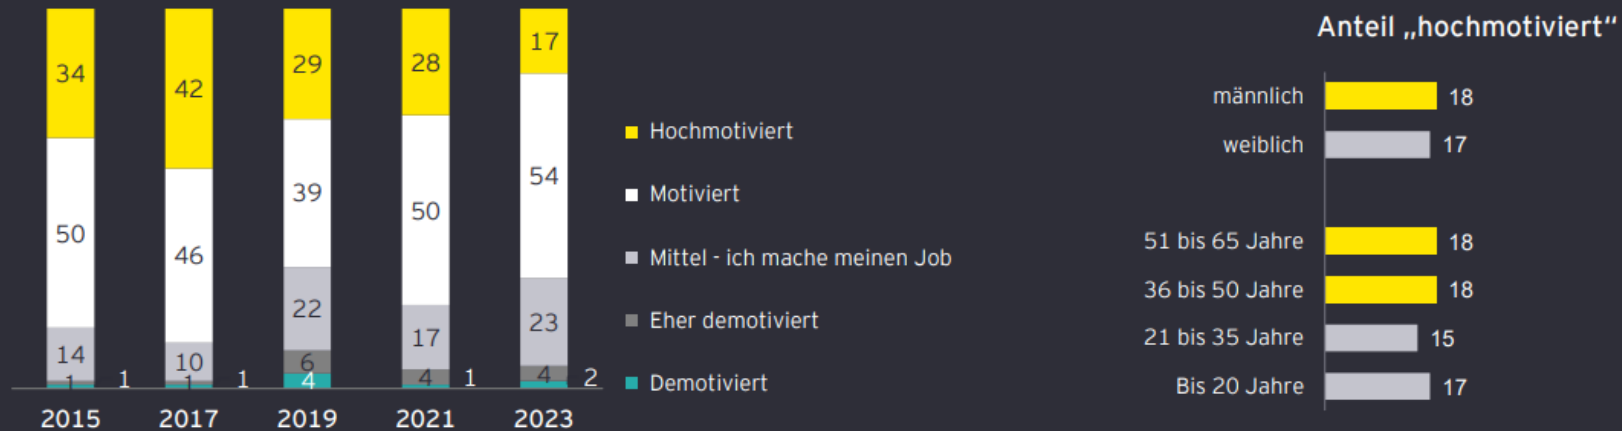 34
50
14
1
1
2015
42
46
10
1
1
2017
29
39
22
6
4
2019
28
50
17
4
1
2021
17
54
23
4
2
2023
Hochmotiviert
Motiviert
Mittel - ich mache meinen Job
Eher demotiviert
Demotiviert
Anteil „hochmotiviert“
männlich 18
weiblich 17
51 bis 65 Jahre 18
36 bis 50 Jahre 18
21 bis 35 Jahre 15
Bis 20 Jahre 17